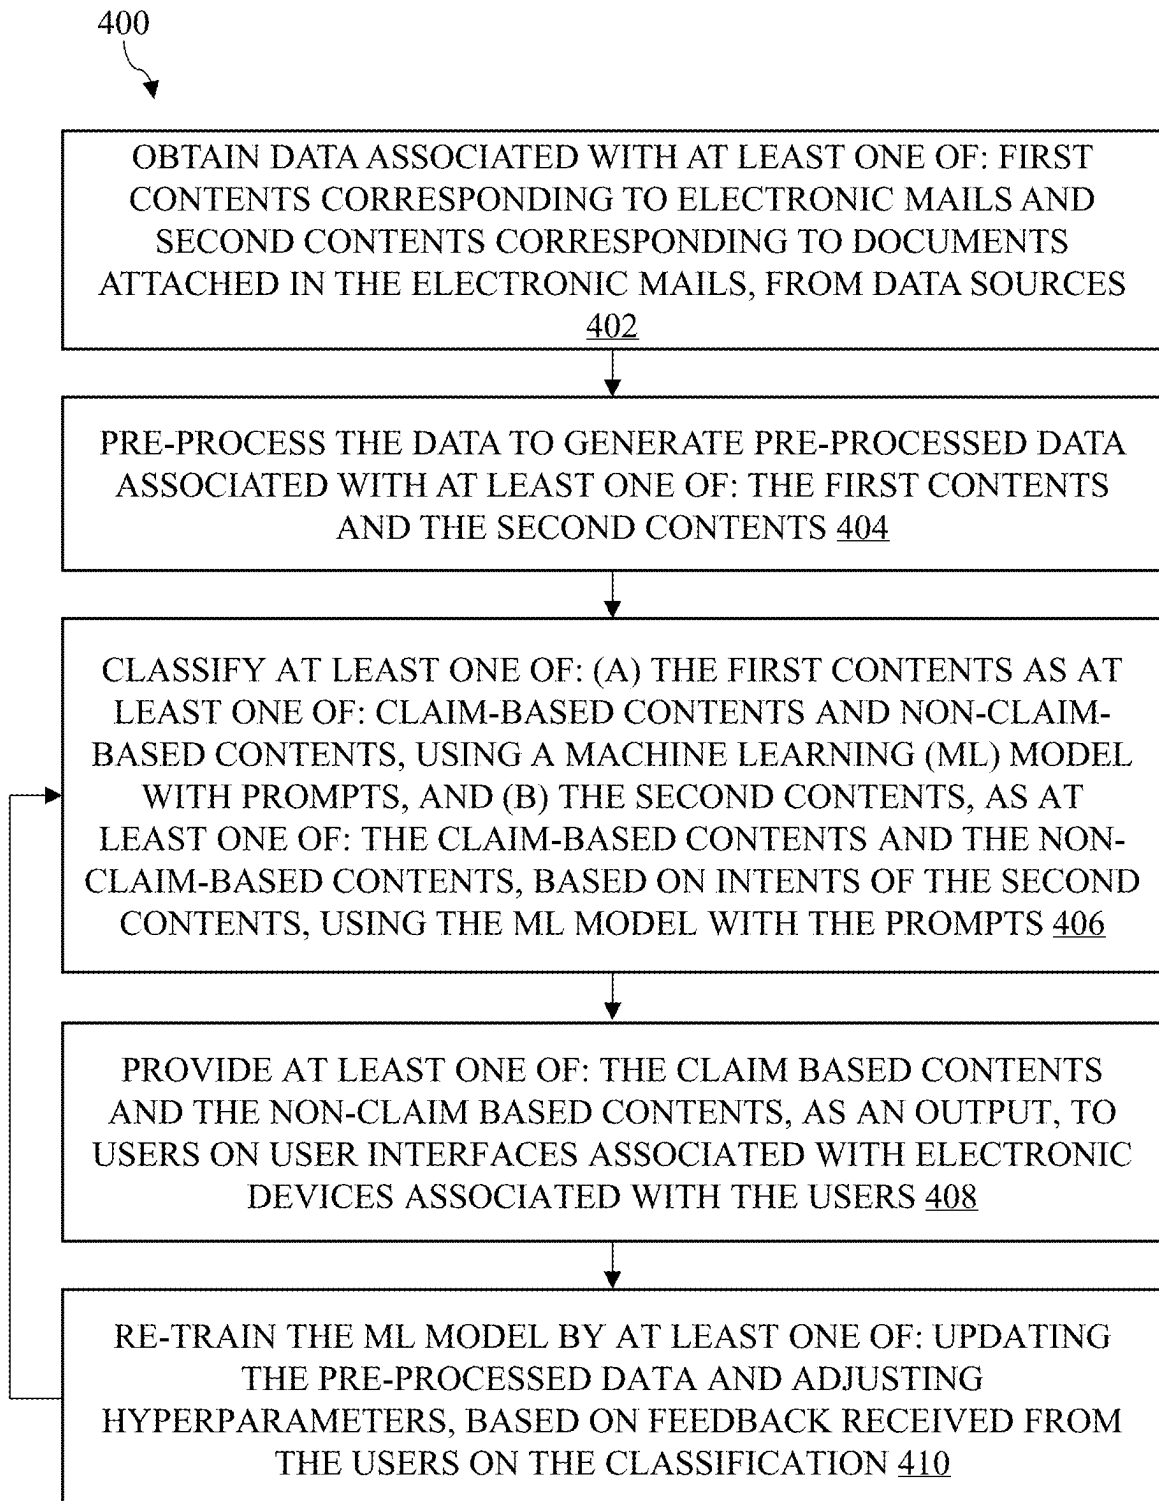 400
OBTAIN DATA ASSOCIATED WITH AT LEAST ONE OF: FIRST
CONTENTS CORRESPONDING TO ELECTRONIC MAILS AND
SECOND CONTENTS CORRESPONDING TO DOCUMENTS
ATTACHED IN THE ELECTRONIC MAILS, FROM DATA SOURCES
402
PRE-PROCESS THE DATA TO GENERATE PRE-PROCESSED DATA
ASSOCIATED WITH AT LEAST ONE OF: THE FIRST CONTENTS
AND THE SECOND CONTENTS 404
CLASSIFY AT LEAST ONE OF: (A) THE FIRST CONTENTS AS AT
LEAST ONE OF: CLAIM-BASED CONTENTS AND NON-CLAIM-
BASED CONTENTS, USING A MACHINE LEARNING (ML) MODEL
WITH PROMPTS, AND (B) THE SECOND CONTENTS, AS AT
LEAST ONE OF: THE CLAIM-BASED CONTENTS AND THE NON-
CLAIM-BASED CONTENTS, BASED ON INTENTS OF THE SECOND
CONTENTS, USING THE ML MODEL WITH THE PROMPTS 406
PROVIDE AT LEAST ONE OF: THE CLAIM BASED CONTENTS
AND THE NON-CLAIM BASED CONTENTS, AS AN OUTPUT, TO
USERS ON USER INTERFACES ASSOCIATED WITH ELECTRONIC
DEVICES ASSOCIATED WITH THE USERS 408
RE-TRAIN THE ML MODEL BY AT LEAST ONE OF: UPDATING
THE PRE-PROCESSED DATA AND ADJUSTING
HYPERPARAMETERS, BASED ON FEEDBACK RECEIVED FROM
THE USERS ON THE CLASSIFICATION 410